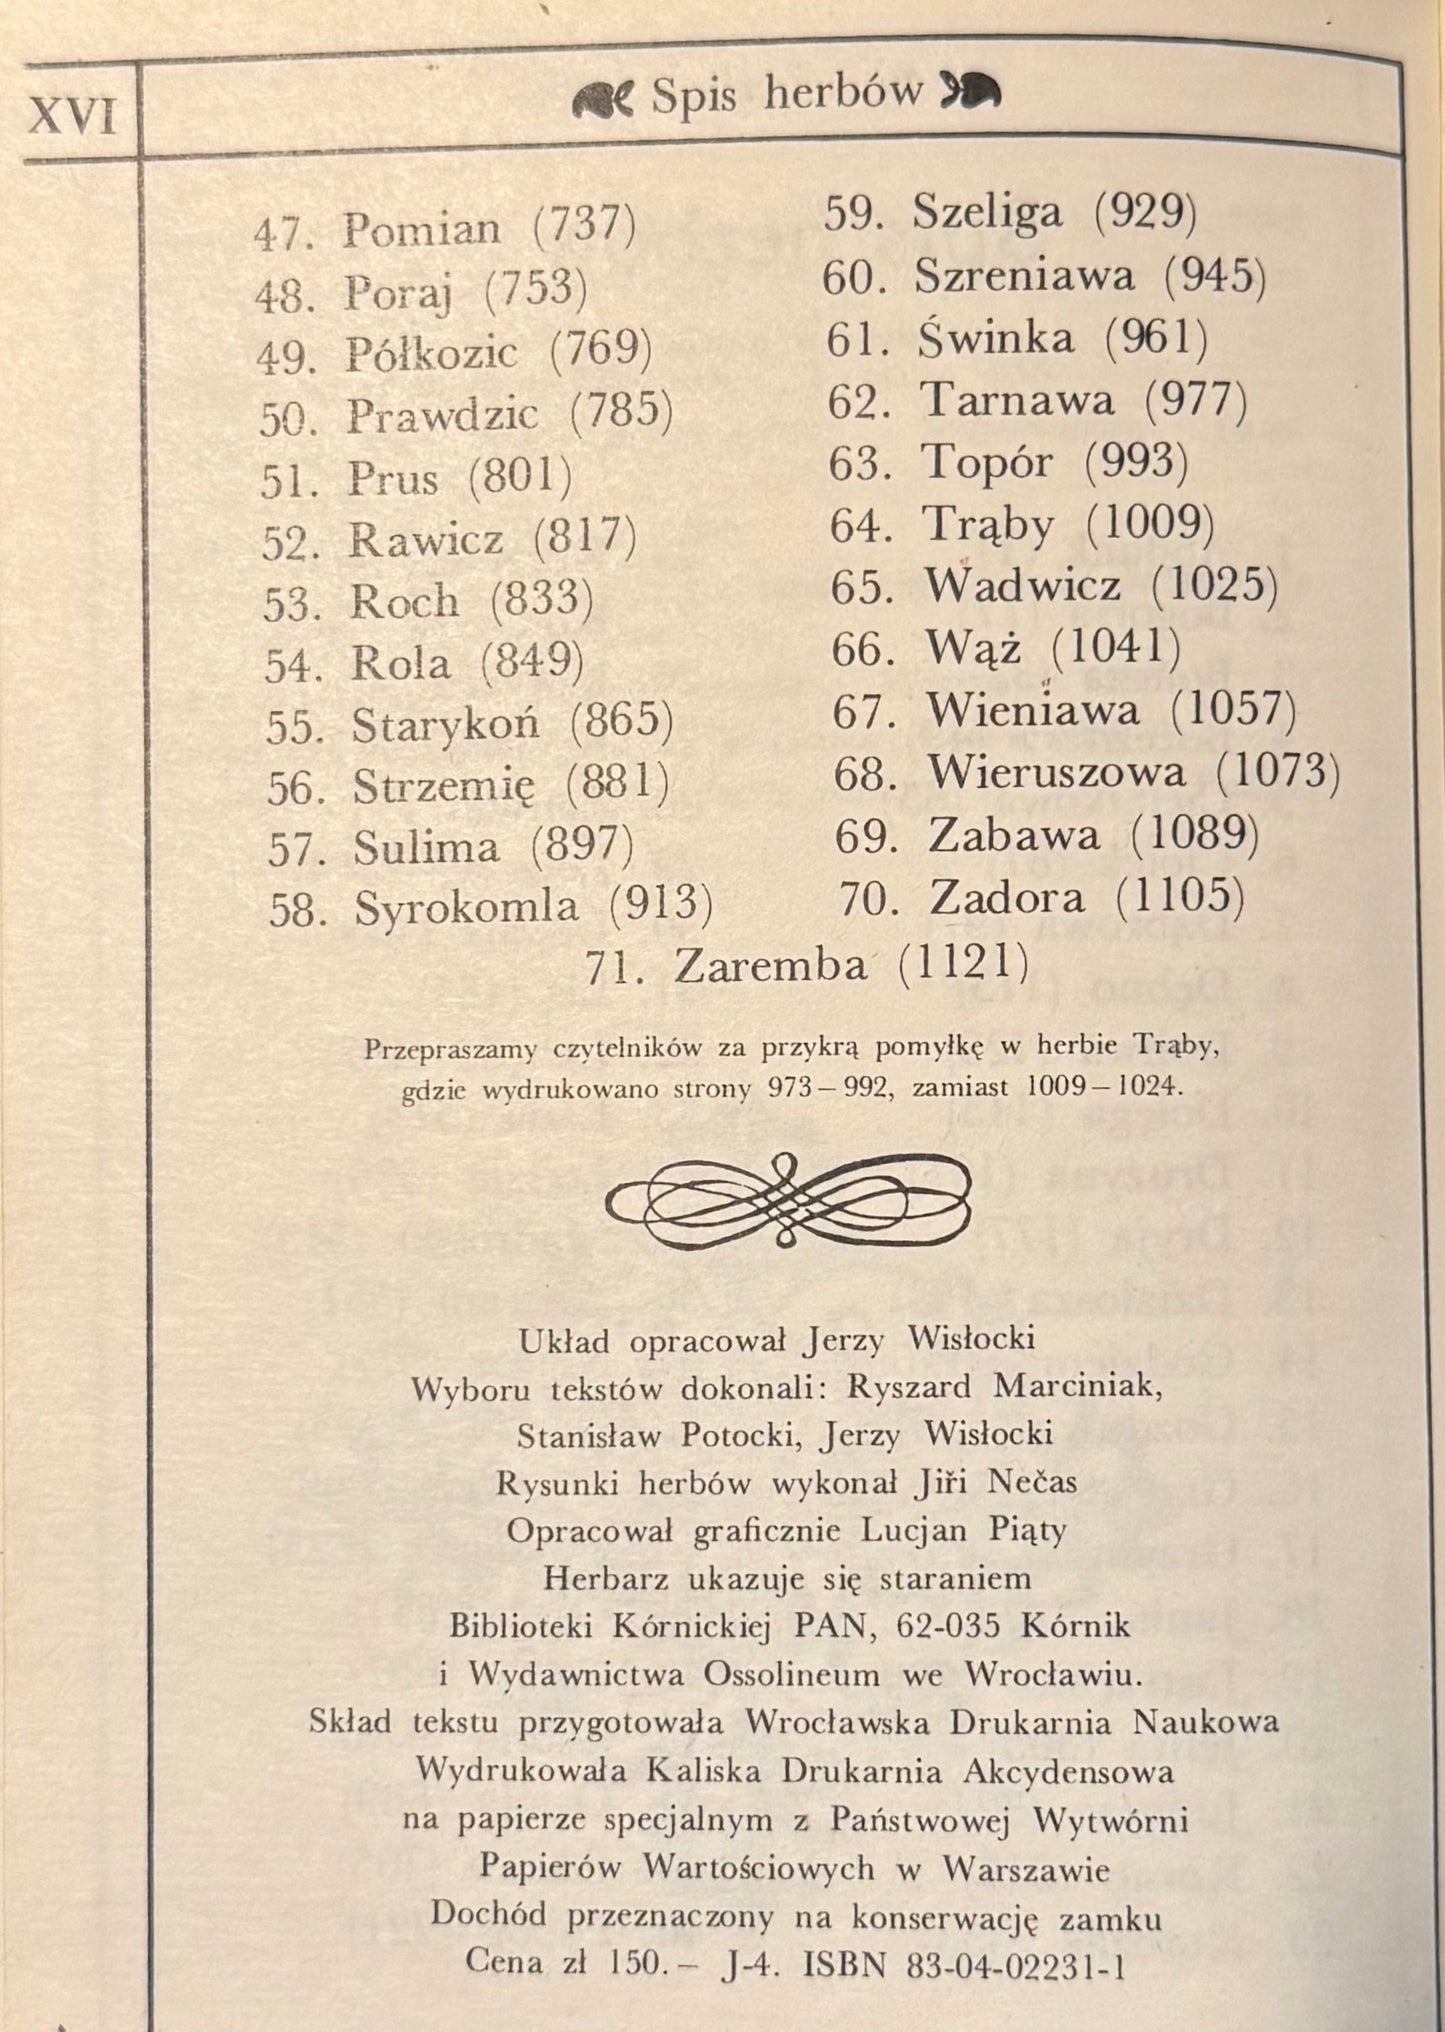 XVI
Spis herbów
47. Pomian (737)
48. Poraj (753)
49. Półkozic (769)
50. Prawdzic (785)
51. Prus (801)
52. Rawicz (817)
53. Roch (833)
54. Rola (849)
55. Starykoń (865)
56. Strzemię (881)
57. Sulima (897)
58. Syrokomla (913)
59. Szeliga (929)
60. Szreniawa (945)
61. Świnka (961)
62. Tarnawa (977)
63. Topór (993)
64. Trąby (1009)
65. Wadwicz (1025)
66. Wąż (1041)
67. Wieniawa (1057)
68. Wieruszowa (1073)
69. Zabawa (1089)
70. Zadora (1105)
71. Zaremba (1121)
Przepraszamy czytelników za przykrą pomyłkę w herbie Trąby,
gdzie wydrukowano strony 973–992, zamiast 1009–1024.
Układ opracował Jerzy Wisłocki
Wyboru tekstów dokonali: Ryszard Marciniak,
Stanisław Potocki, Jerzy Wisłocki
Rysunki herbów wykonał Jiři Nečas
Opracował graficznie Lucjan Piąty
Herbarz ukazuje się staraniem
Biblioteki Kórnickiej PAN, 62-035 Kórnik
i Wydawnictwa Ossolineum we Wrocławiu.
Skład tekstu przygotowała Wrocławska Drukarnia Naukowa
Wydrukowała Kaliska Drukarnia Akcydensowa
na papierze specjalnym z Państwowej Wytwórni
Papierów Wartościowych w Warszawie
Dochód przeznaczony na konserwację zamku
Cena zł 150.– J-4. ISBN 83-04-02231-1